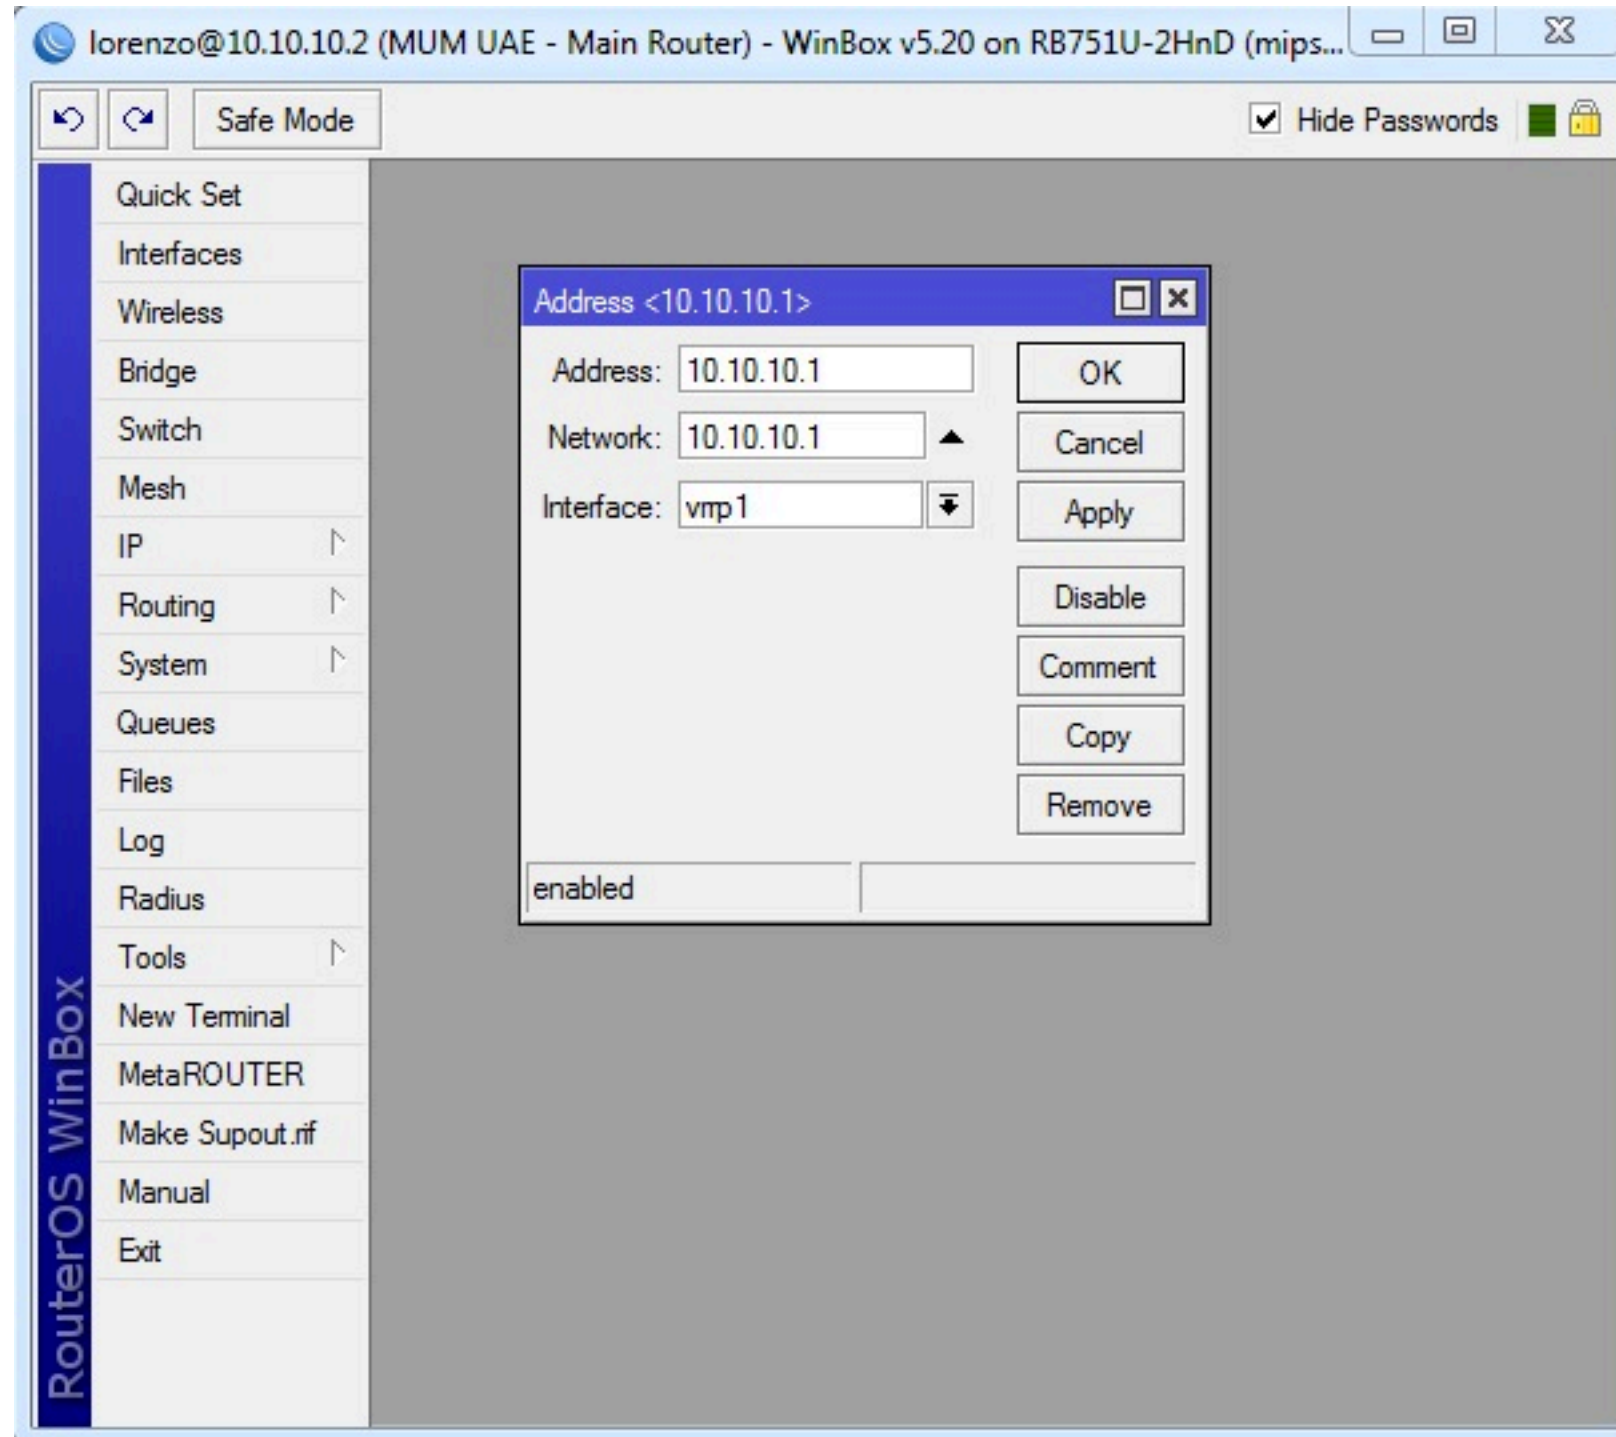 lorenzo@10.10.10.2 (MUM UAE - Main Router) - WinBox v5.20 on RB751U-2HnD (mips...
Safe Mode
Hide Passwords
Quick Set
Interfaces
Wireless
Bridge
Switch
Mesh
IP
Routing
System
Queues
Files
Log
Radius
Tools
New Terminal
MetaROUTER
Make Supout.rif
Manual
Exit
RouterOS WinBox
Address <10.10.10.1>
Address: 10.10.10.1
Network: 10.10.10.1
Interface: vrrp1
OK
Cancel
Apply
Disable
Comment
Copy
Remove
enabled